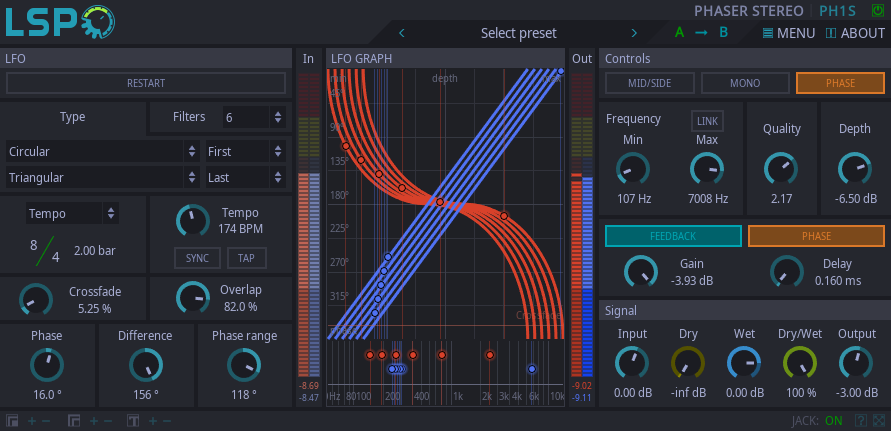 LSP
PHASER STEREO PH1S
Select preset
A → B
MENU
ABOUT
LFO
RESTART
Type
Filters 6
Circular First
Triangular Last
Tempo
8/4 2.00 bar
Tempo
174 BPM
SYNC TAP
Crossfade
5.25 %
Overlap
82.0 %
Phase
16.0 °
Difference
156 °
Phase range
118 °
In
-8.69
-8.47
LFO GRAPH
depth
45°
90°
135°
180°
225°
270°
315°
Crossfade
80 100 200 400 1k 2k 3k 4k 6k 10k
Out
-9.02
-9.11
Controls
MID/SIDE MONO PHASE
Frequency
LINK
Min Max
107 Hz 7008 Hz
Quality
2.17
Depth
-6.50 dB
FEEDBACK PHASE
Gain
-3.93 dB
Delay
0.160 ms
Signal
Input Dry Wet Dry/Wet Output
0.00 dB -inf dB 0.00 dB 100 % -3.00 dB
JACK: ON